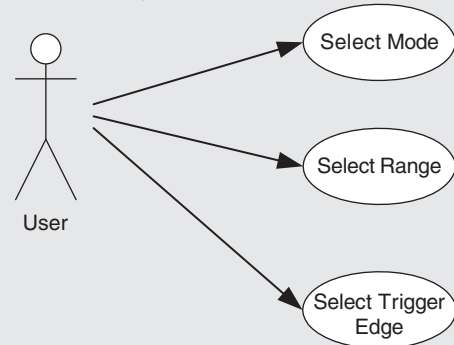 Select Mode
Select Range
User
Select Trigger
Edge